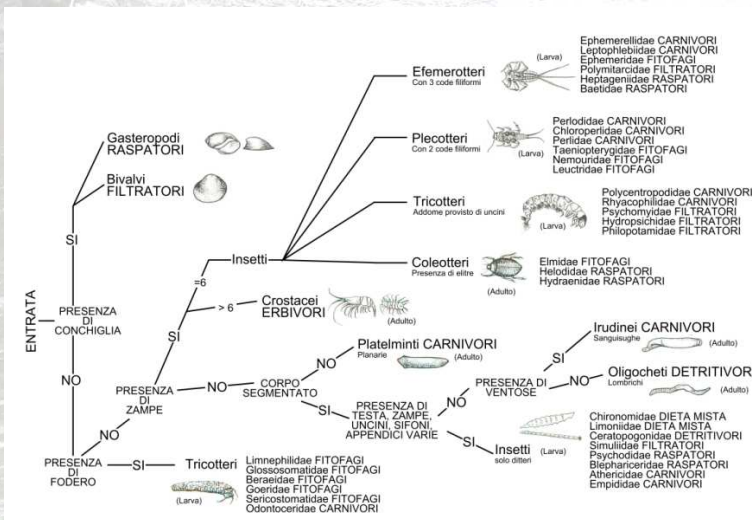 Efemerotteri
Con 3 code filiformi
(Larva)
Ephemerellidae CARNIVORI
Leptophlebiidae CARNIVORI
Ephemeridae FITOFAGI
Polymitarcidae FILTRATORI
Heptageniidae RASPATORI
Baetidae RASPATORI
Gasteropodi
RASPATORI
Bivalvi
FILTRATORI
Plecotteri
Con 2 code filiformi
(Larva)
Perlodidae CARNIVORI
Chloroperlidae CARNIVORI
Perlidae CARNIVORI
Taeniopterygidae FITOFAGI
Nemouridae FITOFAGI
Leuctridae FITOFAGI
Tricotteri
Addome provisto di uncini
(Larva)
Polycentropodidae CARNIVORI
Rhyacophilidae CARNIVORI
Psychomyidae FILTRATORI
Hydropsichidae FILTRATORI
Philopotamidae FILTRATORI
SI
Insetti
=6
Coleotteri
Presenza di elitre
(Adulto)
Elmidae FITOFAGI
Helodidae RASPATORI
Hydraenidae RASPATORI
> 6
Crostacei
ERBIVORI
(Adulto)
ENTRATA
PRESENZA
DI
CONCHIGLIA
SI
Platelminti CARNIVORI
Planarie
(Adulto)
Irudinei CARNIVORI
Sanguisughe
(Adulto)
NO
PRESENZA
DI
ZAMPE
NO
CORPO
SEGMENTATO
NO
SI
PRESENZA DI
TESTA, ZAMPE,
UNCINI, SIFONI,
APPENDICI VARIE
NO
PRESENZA DI
VENTOSE
SI
NO
Oligocheti DETRITIVOR
Lombrichi
(Adulto)
SI
Insetti
solo ditteri
(Larva)
Chironomidae DIETA MISTA
Limoniidae DIETA MISTA
Ceratopogonidae DETRITIVORI
Simuliidae FILTRATORI
Psychodidae RASPATORI
Blephariceridae RASPATORI
Athericidae CARNIVORI
Empididae CARNIVORI
NO
PRESENZA
DI
FODERO
SI
Tricotteri
(Larva)
Limnephilidae FITOFAGI
Glossosomatidae FITOFAGI
Beraeidae FITOFAGI
Goeridae FITOFAGI
Sericostomatidae FITOFAGI
Odontoceridae CARNIVORI